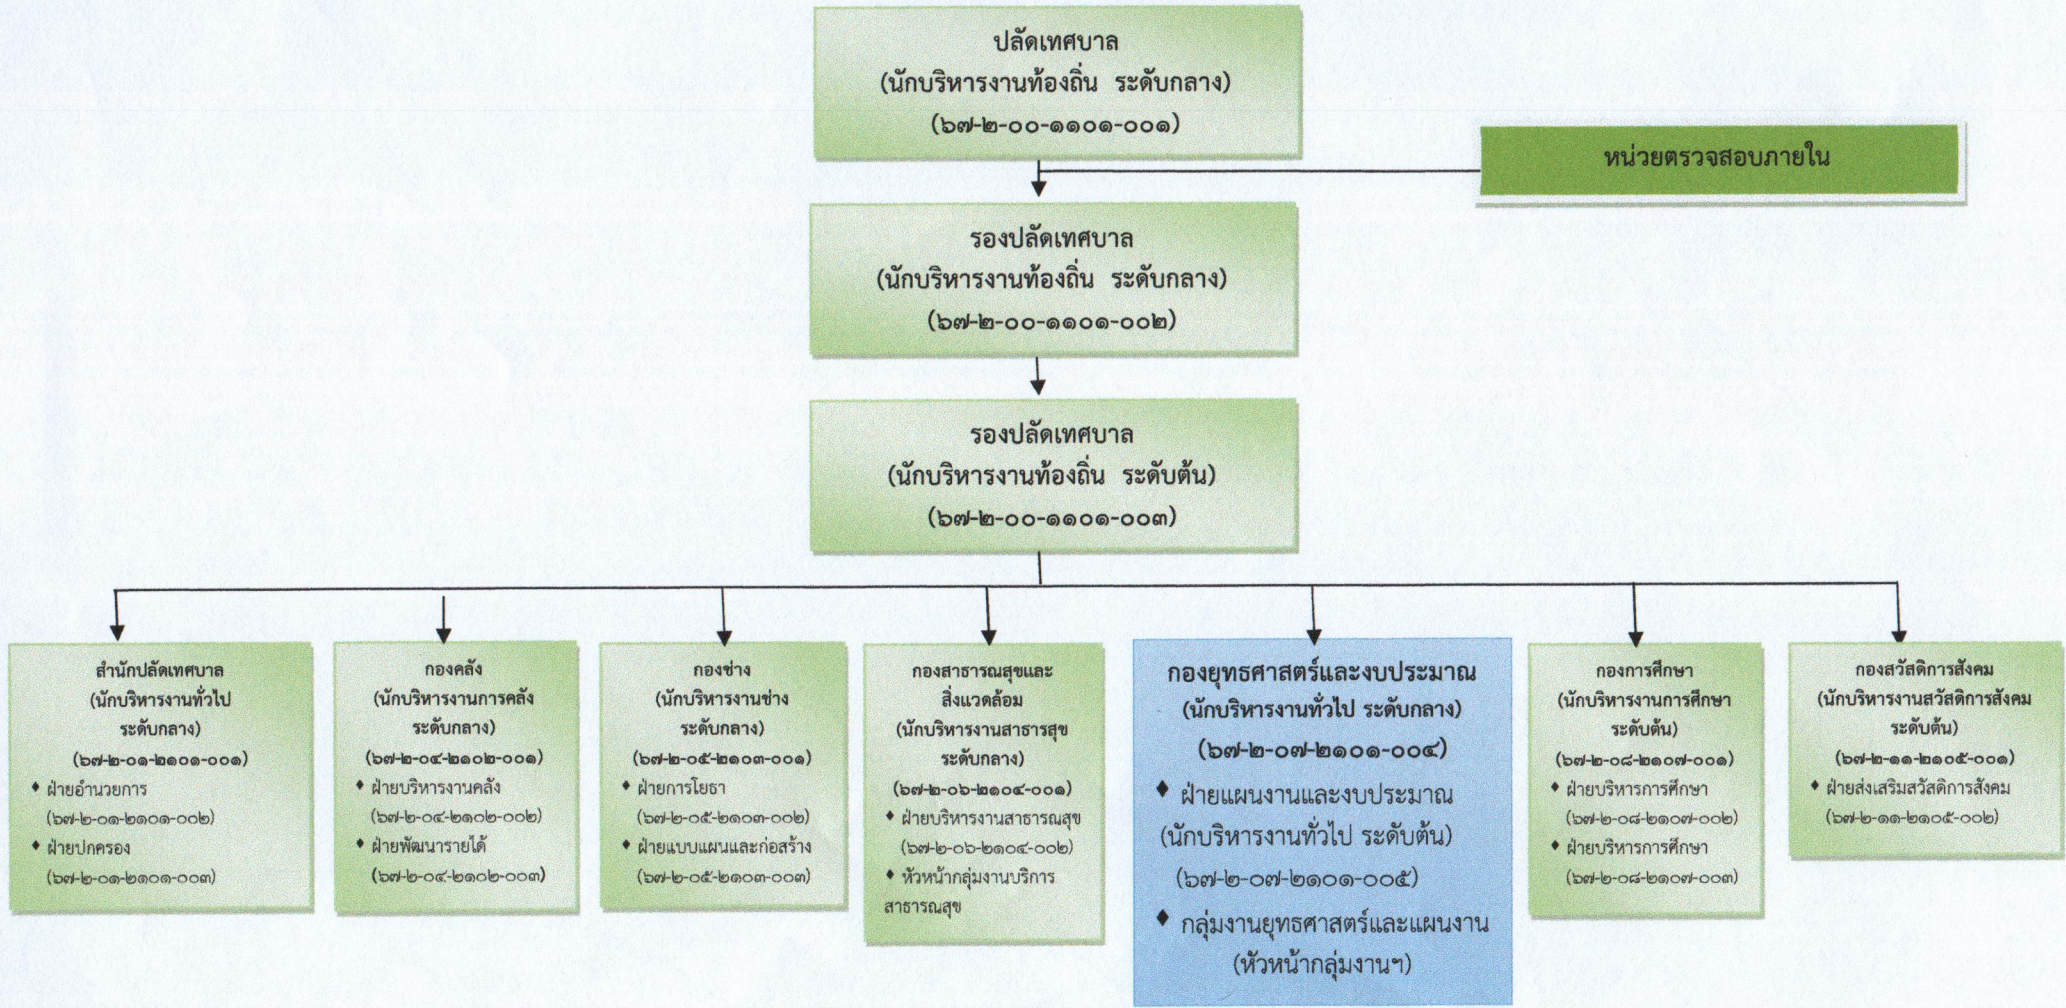 ปลัดเทศบาล
(นักบริหารงานท้องถิ่น ระดับกลาง)
(๖๗-๒-๐๐-๑๑๐๑-๐๐๑)
หน่วยตรวจสอบภายใน
รองปลัดเทศบาล
(นักบริหารงานท้องถิ่น ระดับกลาง)
(๖๗-๒-๐๐-๑๑๐๑-๐๐๒)
รองปลัดเทศบาล
(นักบริหารงานท้องถิ่น ระดับต้น)
(๖๗-๒-๐๐-๑๑๐๑-๐๐๓)
สำนักปลัดเทศบาล
(นักบริหารงานทั่วไป
ระดับกลาง)
(๖๗-๒-๐๑-๒๑๐๑-๐๐๑)
♦ ฝ่ายอำนวยการ
(๖๗-๒-๐๑-๒๑๐๑-๐๐๒)
♦ ฝ่ายปกครอง
(๖๗-๒-๐๑-๒๑๐๑-๐๐๓)
กองคลัง
(นักบริหารงานการคลัง
ระดับกลาง)
(๖๗-๒-๐๔-๒๑๐๒-๐๐๑)
♦ ฝ่ายบริหารงานคลัง
(๖๗-๒-๐๔-๒๑๐๒-๐๐๒)
♦ ฝ่ายพัฒนารายได้
(๖๗-๒-๐๔-๒๑๐๒-๐๐๓)
กองช่าง
(นักบริหารงานช่าง
ระดับกลาง)
(๖๗-๒-๐๕-๒๑๐๓-๐๐๑)
♦ ฝ่ายการโยธา
(๖๗-๒-๐๕-๒๑๐๓-๐๐๒)
♦ ฝ่ายแบบแผนและก่อสร้าง
(๖๗-๒-๐๕-๒๑๐๓-๐๐๓)
กองสาธารณสุขและ
สิ่งแวดล้อม
(นักบริหารงานสาธารสุข
ระดับกลาง)
(๖๗-๒-๐๖-๒๑๐๔-๐๐๑)
♦ ฝ่ายบริหารงานสาธารณสุข
(๖๗-๒-๐๖-๒๑๐๔-๐๐๒)
♦ หัวหน้ากลุ่มงานบริการ
สาธารณสุข
กองยุทธศาสตร์และงบประมาณ
(นักบริหารงานทั่วไป ระดับกลาง)
(๖๗-๒-๐๗-๒๑๐๑-๐๐๔)
♦ ฝ่ายแผนงานและงบประมาณ
(นักบริหารงานทั่วไป ระดับต้น)
(๖๗-๒-๐๗-๒๑๐๑-๐๐๕)
♦ กลุ่มงานยุทธศาสตร์และแผนงาน
(หัวหน้ากลุ่มงานฯ)
กองการศึกษา
(นักบริหารงานการศึกษา
ระดับต้น)
(๖๗-๒-๐๘-๒๑๐๗-๐๐๑)
♦ ฝ่ายบริหารการศึกษา
(๖๗-๒-๐๘-๒๑๐๗-๐๐๒)
♦ ฝ่ายบริหารการศึกษา
(๖๗-๒-๐๘-๒๑๐๗-๐๐๓)
กองสวัสดิการสังคม
(นักบริหารงานสวัสดิการสังคม
ระดับต้น)
(๖๗-๒-๑๑-๒๑๐๕-๐๐๑)
♦ ฝ่ายส่งเสริมสวัสดิการสังคม
(๖๗-๒-๑๑-๒๑๐๕-๐๐๒)